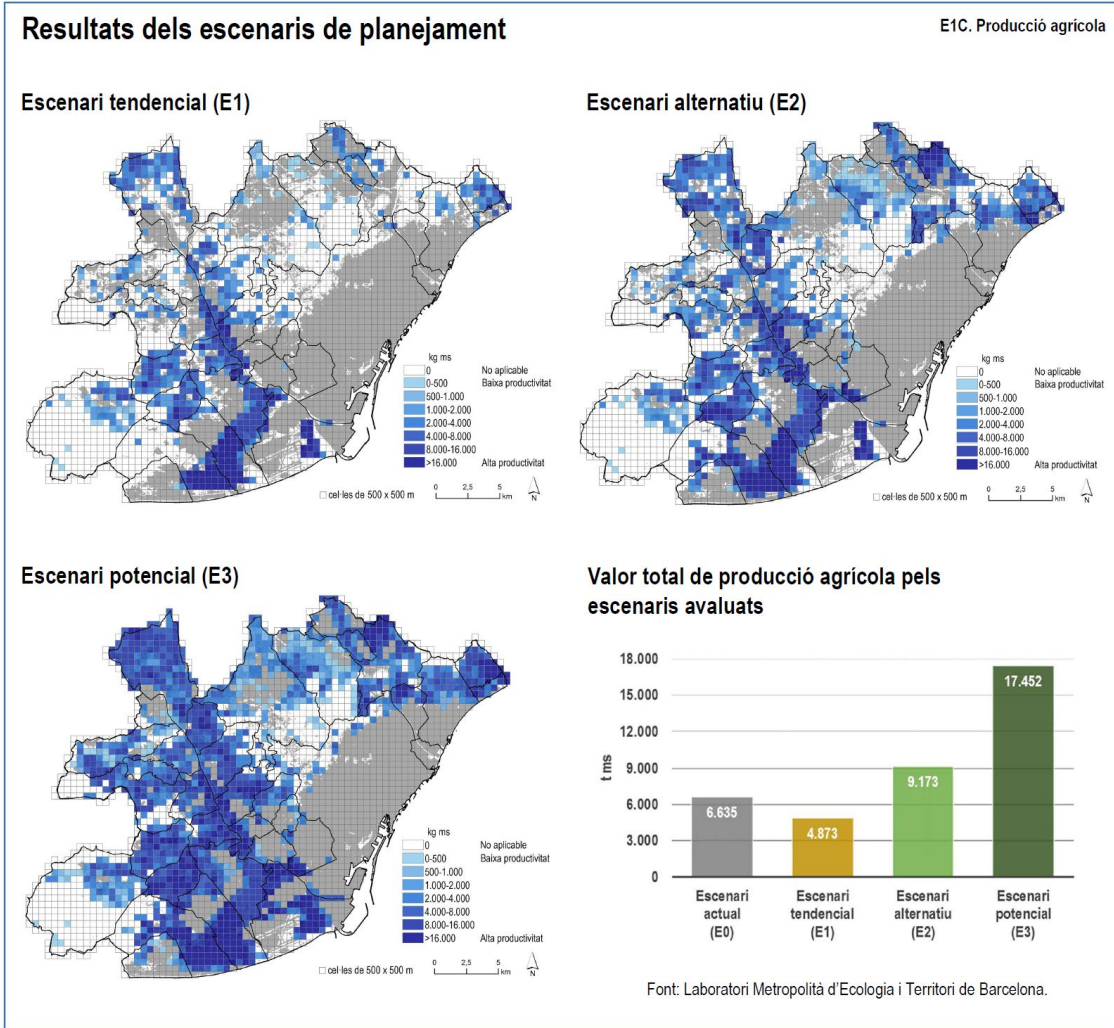 Resultats dels escenaris de planejament
E1C. Producció agrícola
Escenari tendencial (E1)
kg ms
0 No aplicable
0-500 Baixa productivitat
500-1.000
1.000-2.000
2.000-4.000
4.000-8.000
8.000-16.000
>16.000 Alta productivitat
cel·les de 500 x 500 m
0 2,5 5
km
N
Escenari alternatiu (E2)
kg ms
0 No aplicable
0-500 Baixa productivitat
500-1.000
1.000-2.000
2.000-4.000
4.000-8.000
8.000-16.000
>16.000 Alta productivitat
cel·les de 500 x 500 m
0 2,5 5
km
N
Escenari potencial (E3)
kg ms
0 No aplicable
0-500 Baixa productivitat
500-1.000
1.000-2.000
2.000-4.000
4.000-8.000
8.000-16.000
>16.000 Alta productivitat
cel·les de 500 x 500 m
0 2,5 5
km
N
Valor total de producció agrícola pels
escenaris avaluats
t ms
18.000
15.000
12.000
9.000
6.000
3.000
0
6.635
4.873
9.173
17.452
Escenari actual (E0)
Escenari tendencial (E1)
Escenari alternatiu (E2)
Escenari potencial (E3)
Font: Laboratori Metropolità d'Ecologia i Territori de Barcelona.